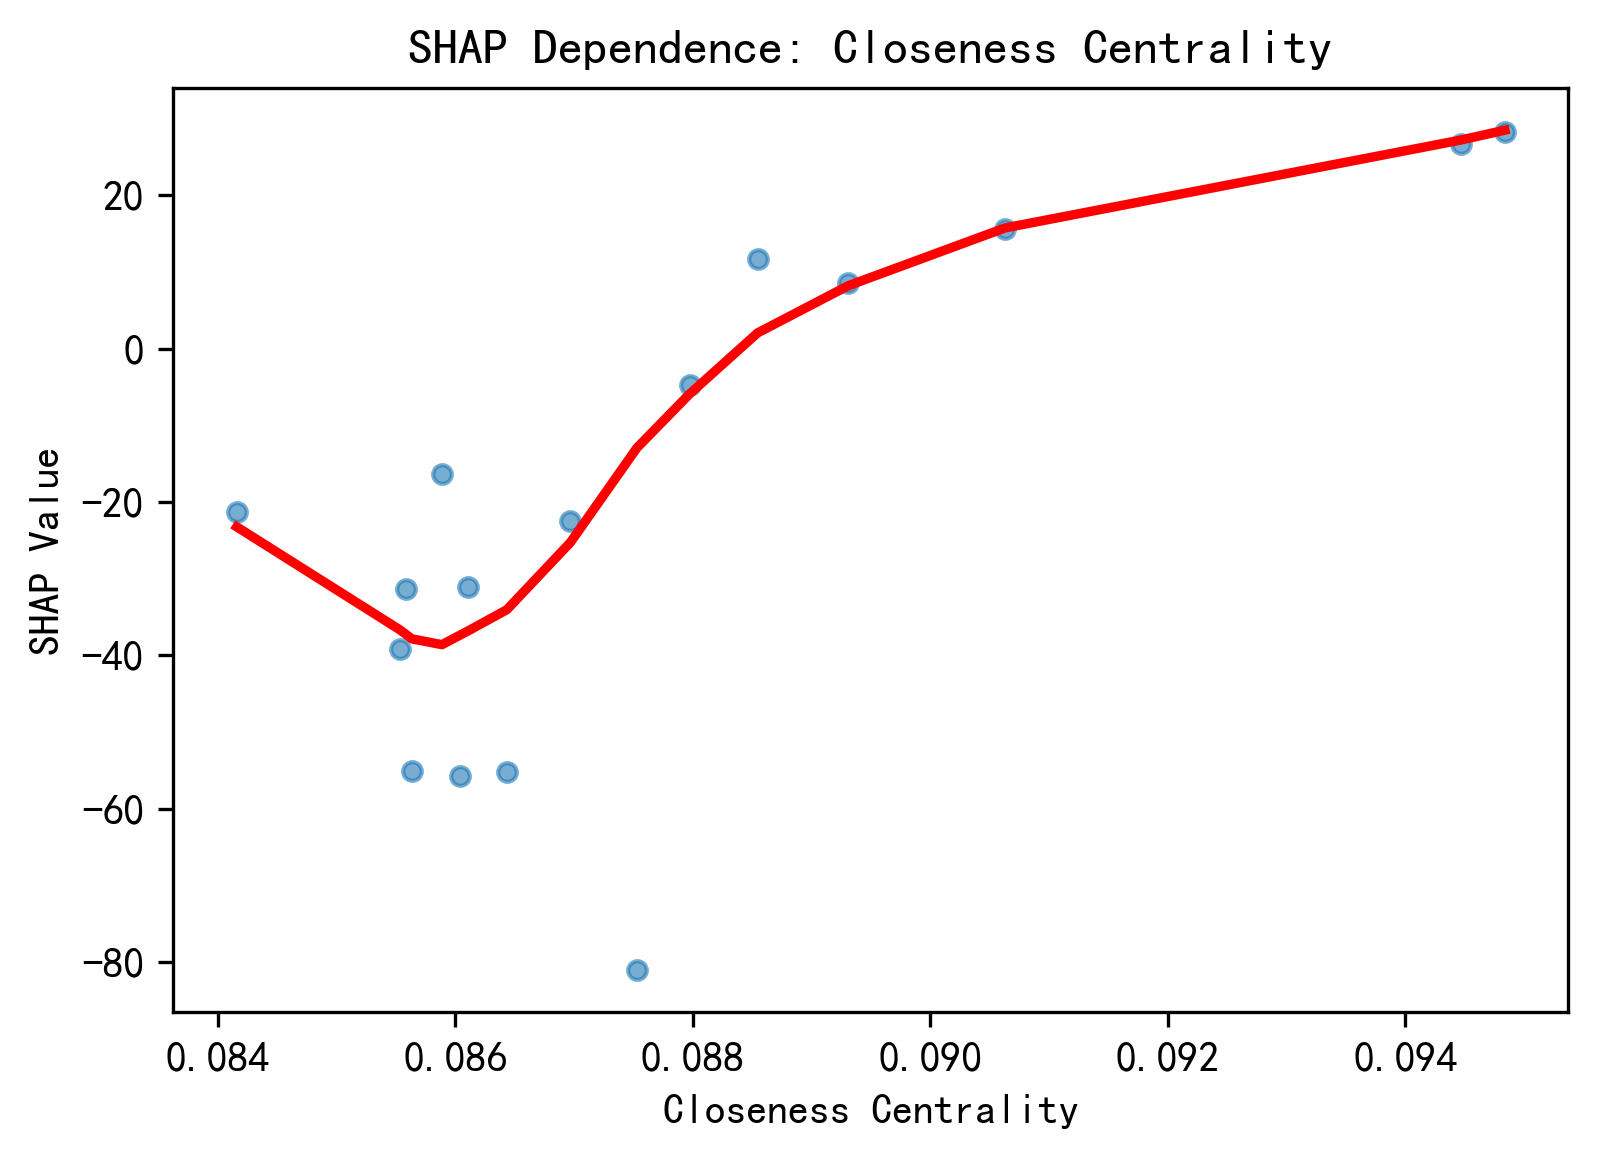 SHAP Dependence: Closeness Centrality
SHAP Value
20
0
−20
−40
−60
−80
0.084 0.086 0.088 0.090 0.092 0.094
Closeness Centrality